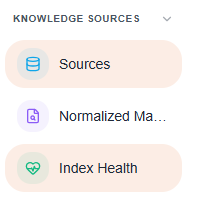 KNOWLEDGE SOURCES
Sources
Normalized Ma...
Index Health